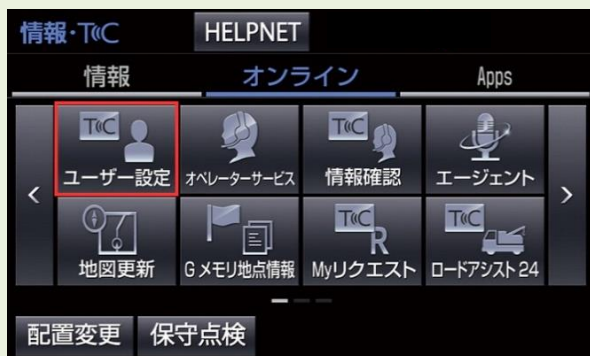 情報・T(C HELPNET
情報 オンライン Apps
T(C T(C
ユーザー設定 オペレーターサービス 情報確認 エージェント
< >
T(C T(C
R
地図更新 Gメモリ地点情報 Myリクエスト ロードアシスト24
配置変更 保守点検